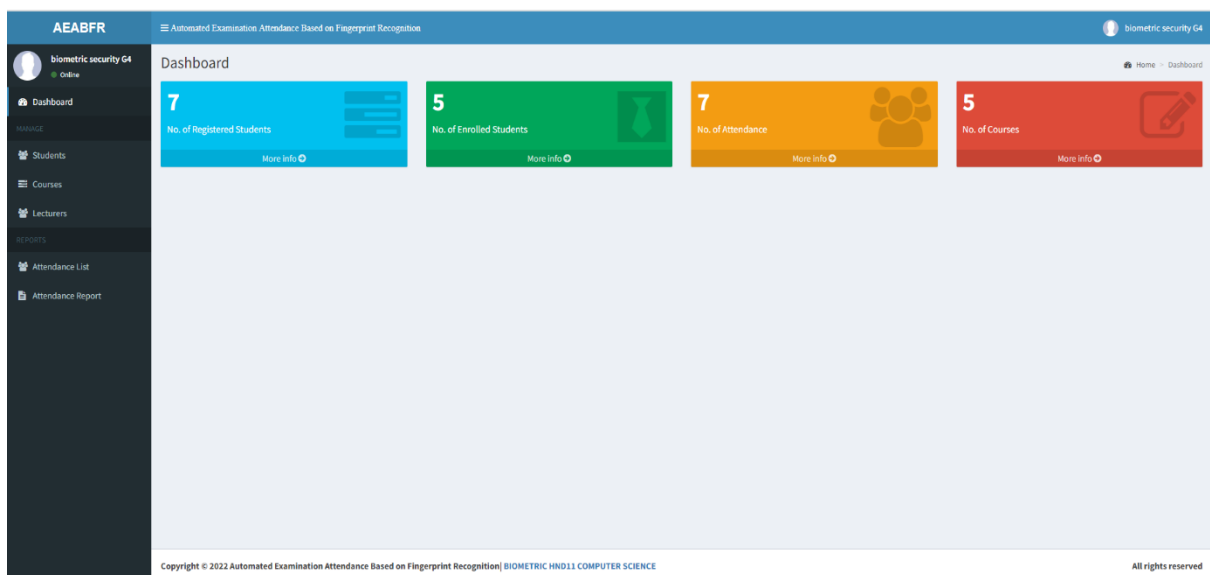 AEABFR
Automated Examination Attendance Based on Fingerprint Recognition
biometric security G4
biometric security G4
Online
Dashboard
Home > Dashboard
Dashboard
MANAGE
Students
Courses
Lecturers
REPORTS
Attendance List
Attendance Report
7
No. of Registered Students
More info
5
No. of Enrolled Students
More info
7
No. of Attendance
More info
5
No. of Courses
More info
Copyright © 2022 Automated Examination Attendance Based on Fingerprint Recognition| BIOMETRIC HND11 COMPUTER SCIENCE
All rights reserved